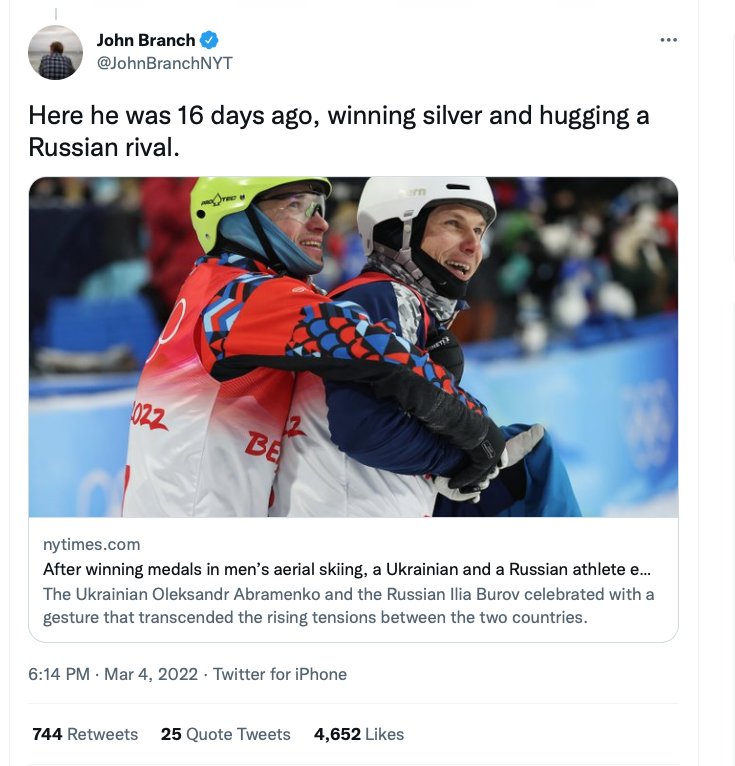 John Branch
@JohnBranchNYT
Here he was 16 days ago, winning silver and hugging a
Russian rival.
PRO TEC
2022
BE
22
nytimes.com
After winning medals in men’s aerial skiing, a Ukrainian and a Russian athlete e...
The Ukrainian Oleksandr Abramenko and the Russian Ilia Burov celebrated with a
gesture that transcended the rising tensions between the two countries.
6:14 PM · Mar 4, 2022 · Twitter for iPhone
744 Retweets 25 Quote Tweets 4,652 Likes